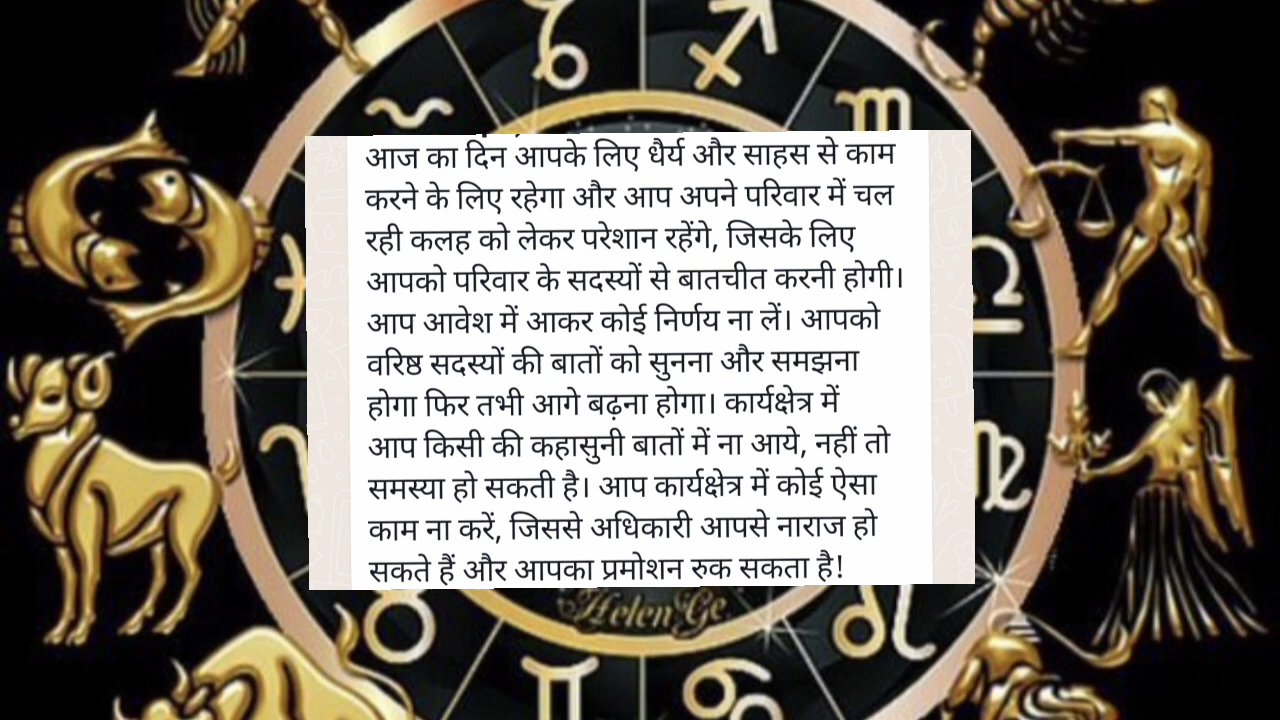 आज का दिन आपके लिए धैर्य और साहस से काम
करने के लिए रहेगा और आप अपने परिवार में चल
रही कलह को लेकर परेशान रहेंगे, जिसके लिए
आपको परिवार के सदस्यों से बातचीत करनी होगी।
आप आवेश में आकर कोई निर्णय ना लें। आपको
वरिष्ठ सदस्यों की बातों को सुनना और समझना
होगा फिर तभी आगे बढ़ना होगा। कार्यक्षेत्र में
आप किसी की कहासुनी बातों में ना आये, नहीं तो
समस्या हो सकती है। आप कार्यक्षेत्र में कोई ऐसा
काम ना करें, जिससे अधिकारी आपसे नाराज हो
सकते हैं और आपका प्रमोशन रुक सकता है!
HelenGe